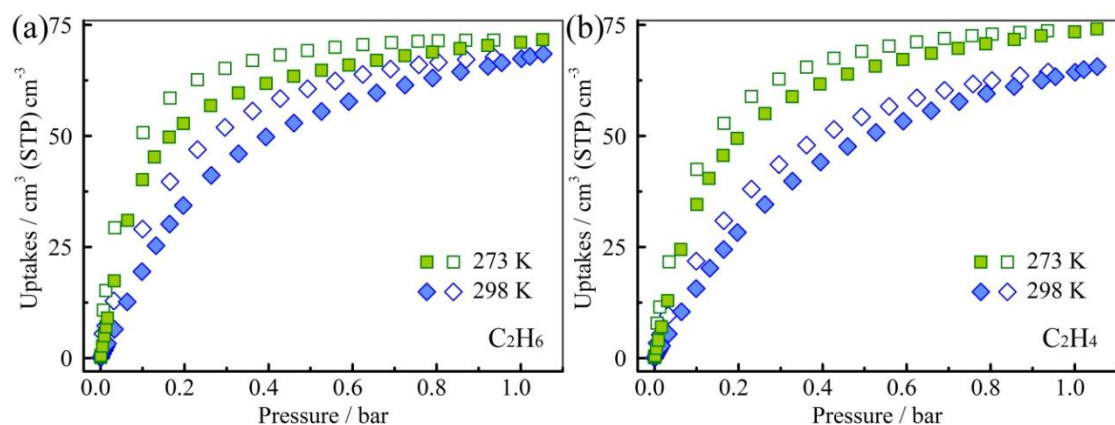 (a)
Uptakes / cm³ (STP) cm⁻³
75
50
25
0
273 K
298 K
C₂H₆
0.0 0.2 0.4 0.6 0.8 1.0
Pressure / bar
(b)
Uptakes / cm³ (STP) cm⁻³
75
50
25
0
273 K
298 K
C₂H₄
0.0 0.2 0.4 0.6 0.8 1.0
Pressure / bar